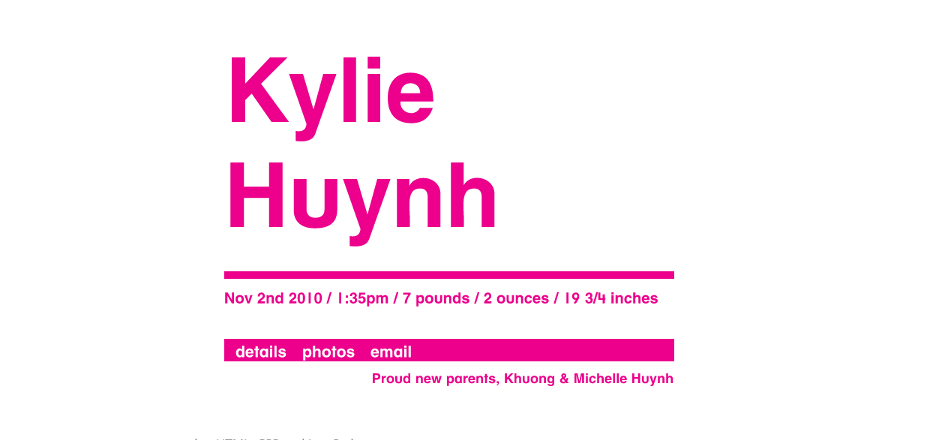 Kylie
Huynh
Nov 2nd 2010 / 1:35pm / 7 pounds / 2 ounces / 19 3/4 inches
details photos email
Proud new parents, Khuong & Michelle Huynh